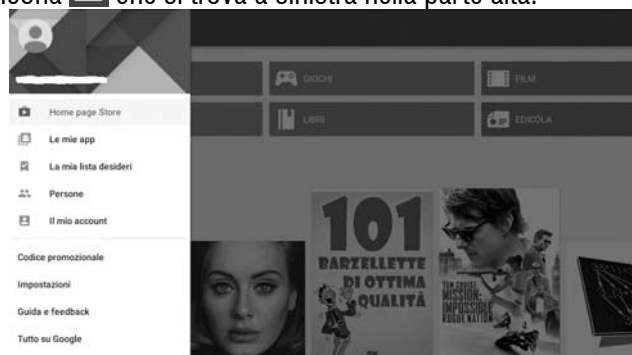 che si trova a sinistra nella parte alta.
GIOCHI
FILM
LIBRI
EDICOLA
Home page Store
Le mie app
La mia lista desideri
Persone
Il mio account
Codice promozionale
Impostazioni
Guida e feedback
Tutto su Google
101
BARZELLETTE
DI OTTIMA
QUALITÀ
TOM CRUISE
MISSION:
IMPOSSIBLE
ROGUE NATION